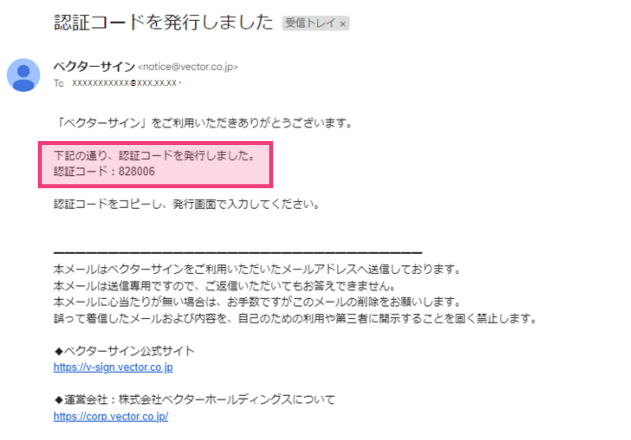 認証コードを発行しました 受信トレイ ×
ベクターサイン <notice@vector.co.jp>
To xxxxxxxxxxx@xxx.xx.xx
「ベクターサイン」をご利用いただきありがとうございます。
下記の通り、認証コードを発行しました。
認証コード：828006
認証コードをコピーし、発行画面で入力してください。
本メールはベクターサインをご利用いただいたメールアドレスへ送信しております。
本メールは送信専用ですので、ご返信いただいてもお答えできません。
本メールに心当たりが無い場合は、お手数ですがこのメールの削除をお願いします。
誤って着信したメールおよび内容を、自己のための利用や第三者に開示することを固く禁止します。
◆ベクターサイン公式サイト
https://v-sign.vector.co.jp
◆運営会社：株式会社ベクターホールディングスについて
https://corp.vector.co.jp/